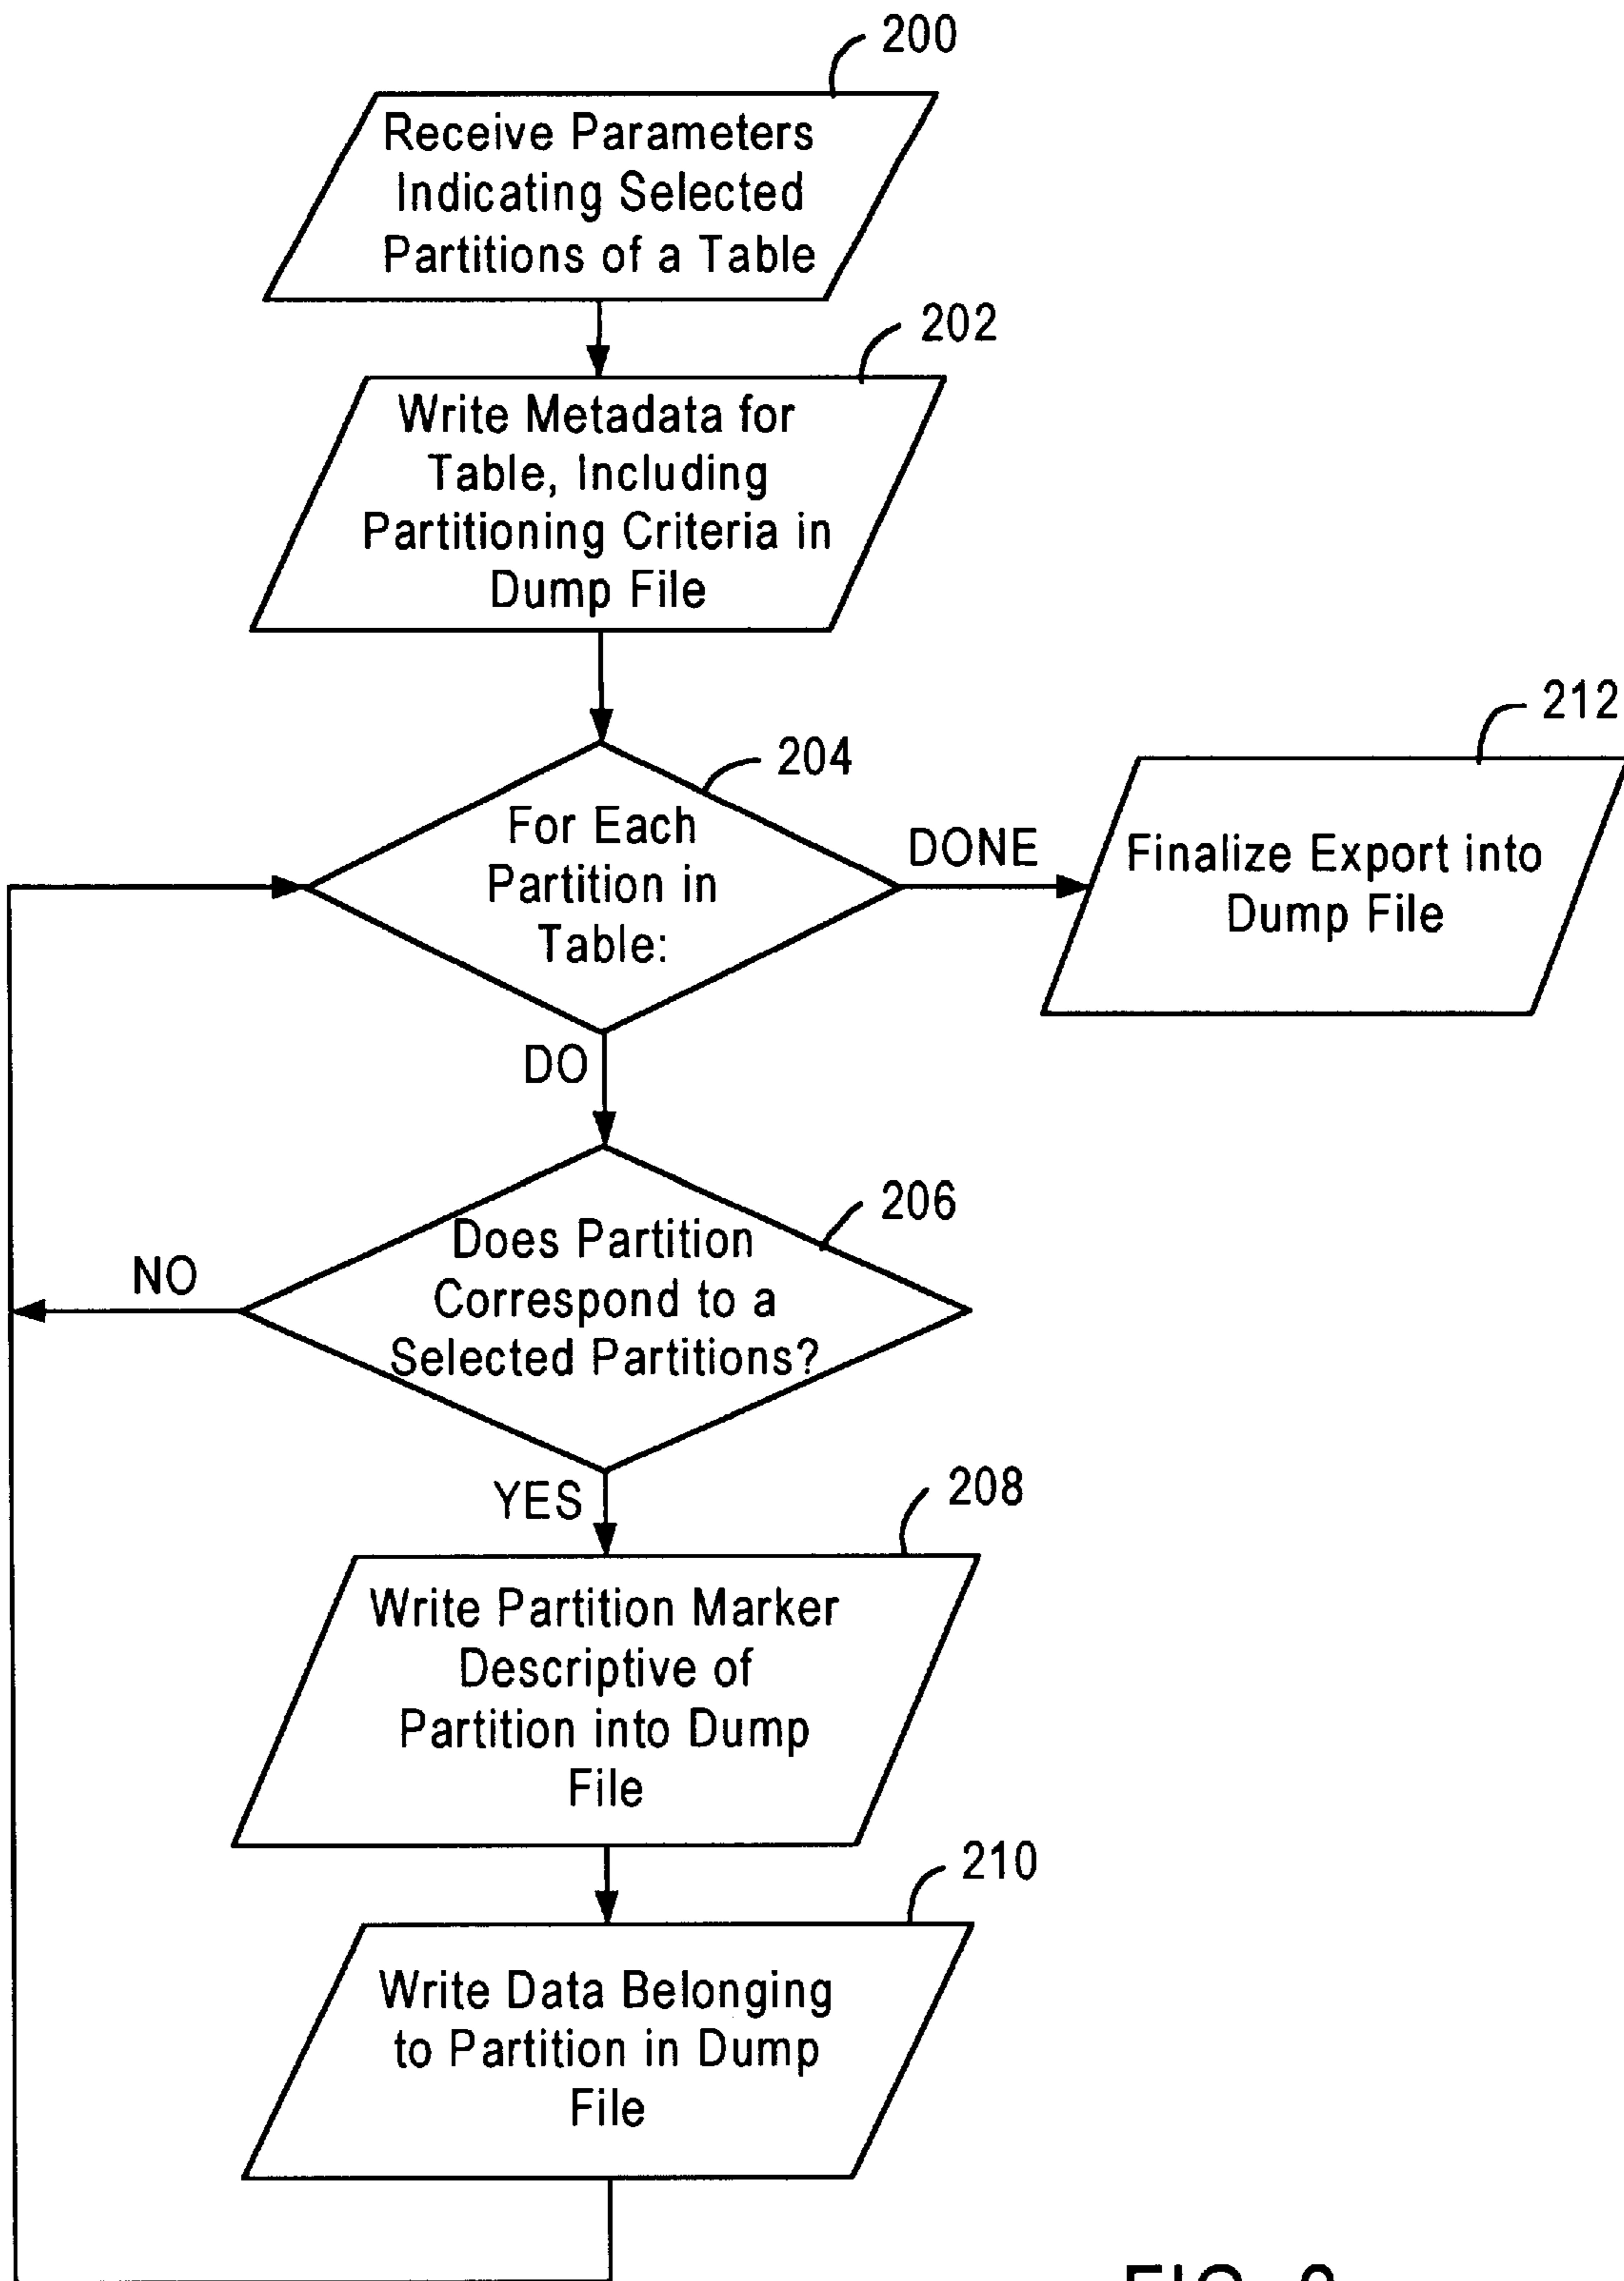 200
Receive Parameters
Indicating Selected
Partitions of a Table
202
Write Metadata for
Table, Including
Partitioning Criteria in
Dump File
204
For Each
Partition in
Table:
DONE
212
Finalize Export into
Dump File
DO
206
Does Partition
Correspond to a
Selected Partitions?
NO
YES
208
Write Partition Marker
Descriptive of
Partition into Dump
File
210
Write Data Belonging
to Partition in Dump
File
FIG.